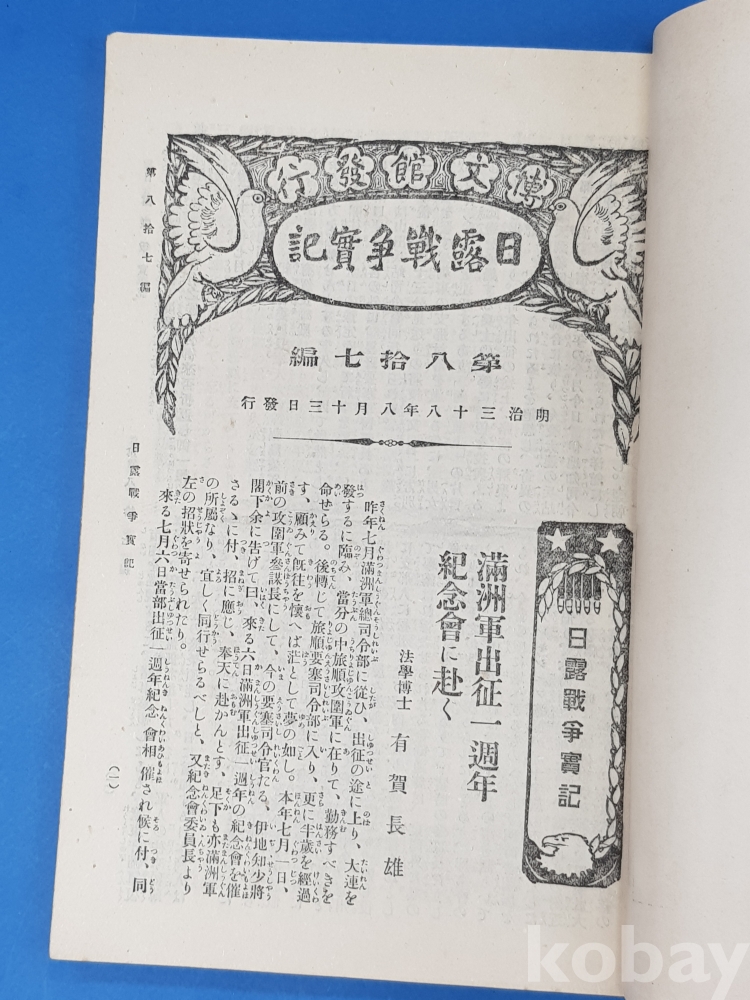 博文館發行
日露戰爭實記
第八拾七編
明治三十八年八月十三日發行
日露戰爭實記
滿洲軍出征一週年
紀念會に赴く
法學博士 有賀長雄
昨年七月滿洲軍總司令部に從ひ、出征の途に上り、大連を
發するに臨み、當分の中旅順攻圍軍に在りて、勤務すべきを
命せらる。後轉じて旅順要塞司令部に入り、更に半歲を經過
す、顧みて既往を懷へば茫として夢の如し。本年七月一日、
前の攻圍軍參謀長にして、今の要塞司令官たる、伊地知少將
閣下余に告げて曰、來る六日滿洲軍出征一週年の紀念會を催
さるゝに付、招に應じ、奉天に赴かんとす、足下も亦滿洲軍
の所屬なり、宜しく同行せらるべしと、又紀念會委員長より
左の招狀を寄せられたり。
來る七月六日當部出征一週年紀念會相催され候に付、同
第八拾七編
日露戰爭實記
(一)
kobay